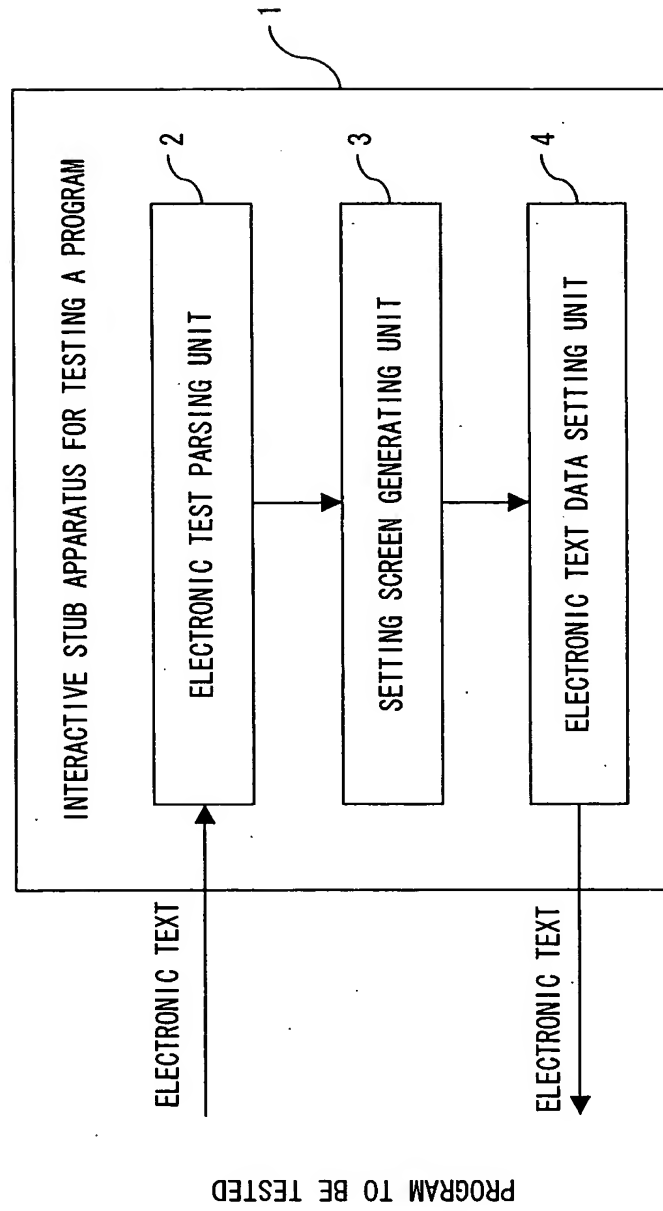 INTERACTIVE STUB APPARATUS FOR TESTING A PROGRAM
1
ELECTRONIC TEXT
ELECTRONIC TEST PARSING UNIT
2
SETTING SCREEN GENERATING UNIT
3
ELECTRONIC TEXT DATA SETTING UNIT
4
ELECTRONIC TEXT
PROGRAM TO BE TESTED